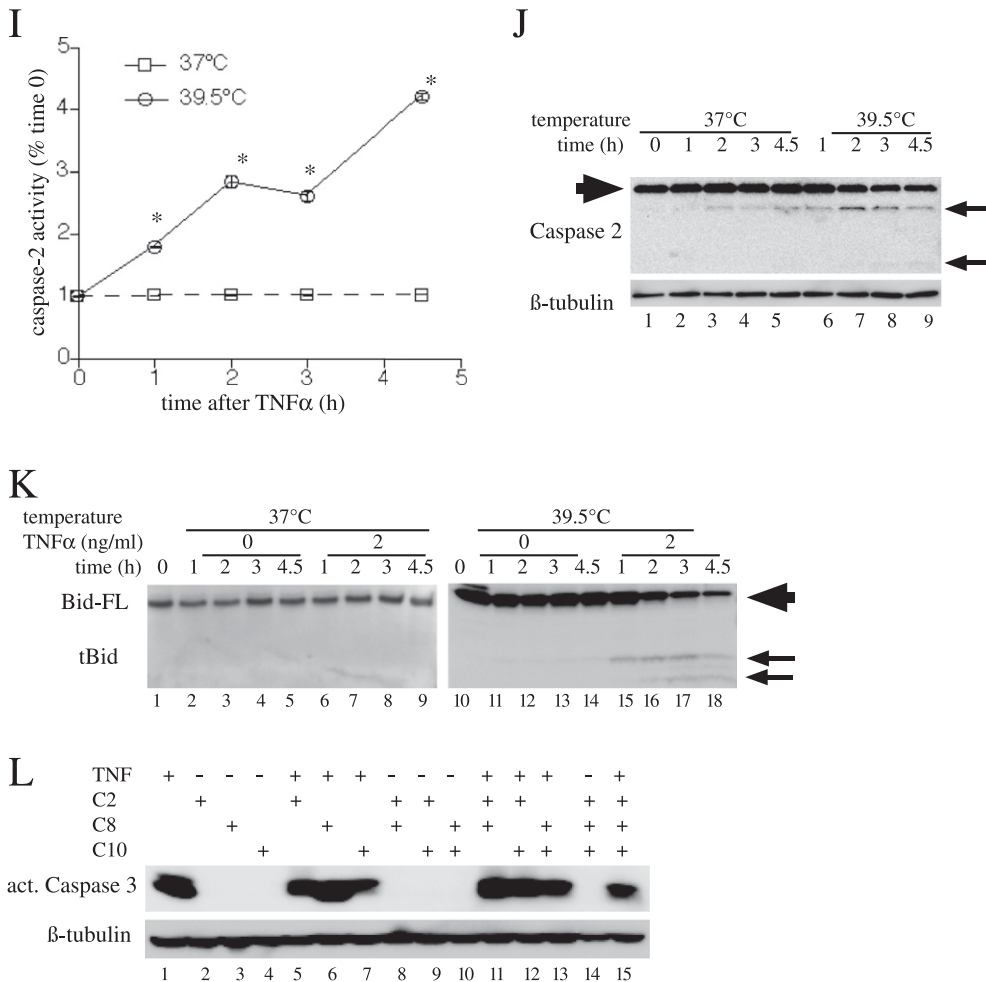 I
5
4
3
2
1
0
caspase-2 activity (% time 0)
37°C
39.5°C
*
*
*
*
0 1 2 3 4 5
time after TNFα (h)
J
temperature 37°C 39.5°C
time (h) 0 1 2 3 4.5 1 2 3 4.5
Caspase 2
ß-tubulin
1 2 3 4 5 6 7 8 9
K
temperature 37°C 39.5°C
TNFα (ng/ml) 0 2 0 2
time (h) 0 1 2 3 4.5 1 2 3 4.5 0 1 2 3 4.5 1 2 3 4.5
Bid-FL
tBid
1 2 3 4 5 6 7 8 9 10 11 12 13 14 15 16 17 18
L
TNF + - - - + + + - - - + + + - +
C2 + + + + + + + +
C8 + + + + + + + +
C10 + + + + + + + +
act. Caspase 3
ß-tubulin
1 2 3 4 5 6 7 8 9 10 11 12 13 14 15